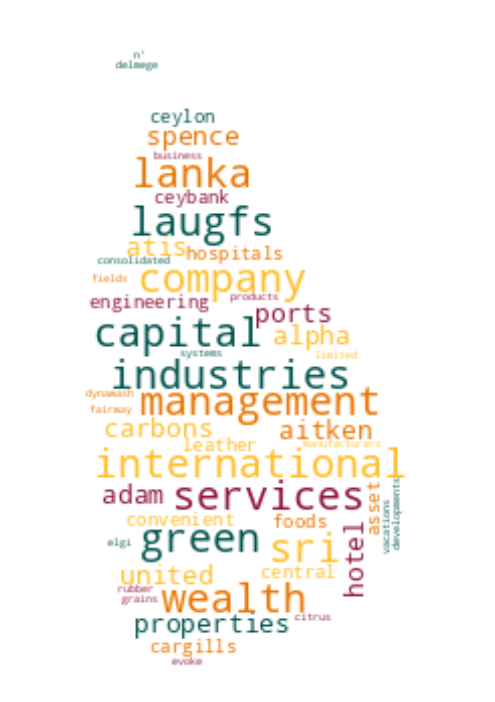 n'
delmege
ceylon
spence
business
lanka
ceybank
laugfs
atis
hospitals
consolidated
company
fields
products
engineering
ports
capital
alpha
systems
limited
industries
dynawash
management
fairway
carbons
aitken
leather
manufacturers
international
adam
services
asset
vacations
developments
convenient
foods
elgi
green
sri
hotel
united
central
rubber
grains
wealth
citrus
properties
cargills
evoke